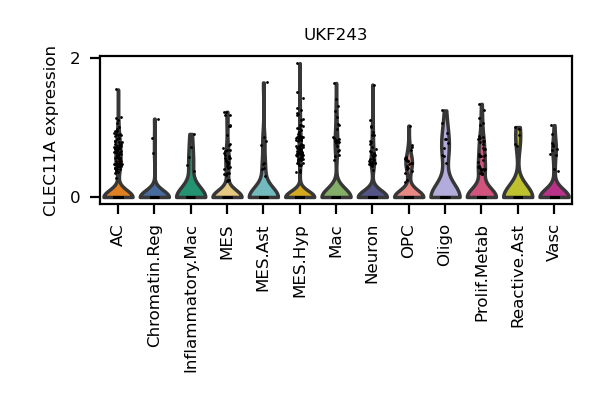 UKF243
CLEC11A expression
2
0
AC
Chromatin.Reg
Inflammatory.Mac
MES
MES.Ast
MES.Hyp
Mac
Neuron
OPC
Oligo
Prolif.Metab
Reactive.Ast
Vasc